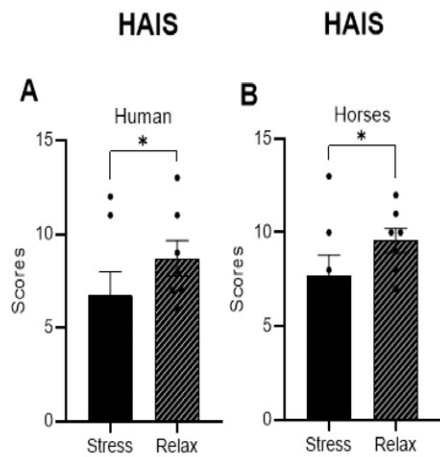 HAIS
HAIS
A
Human
*
15
10
5
0
Scores
Stress
Relax
B
Horses
*
15
10
5
0
Scores
Stress
Relax